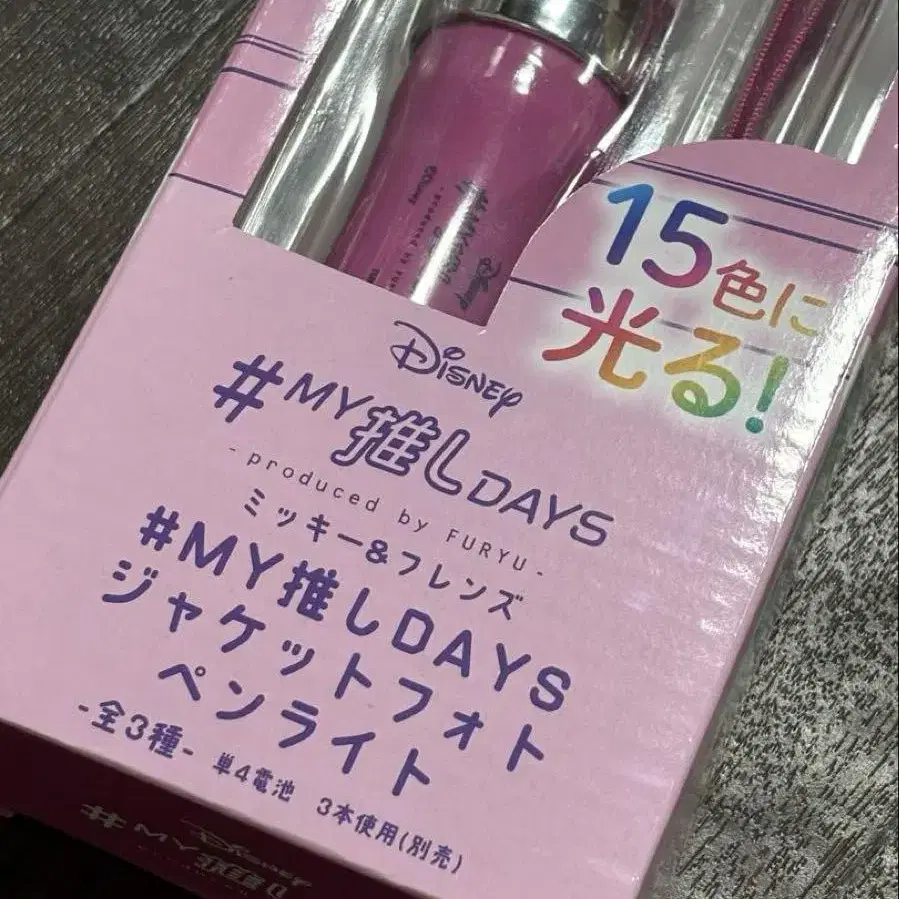 15色に
光る!
Disney
#MY推しDAYS
- produced by FURYU -
ミッキー&フレンズ
#MY推しDAYS
ジャケットフォト
ペンライト
-全3種- 単4電池 3本使用(別売)
Disney
©Disney